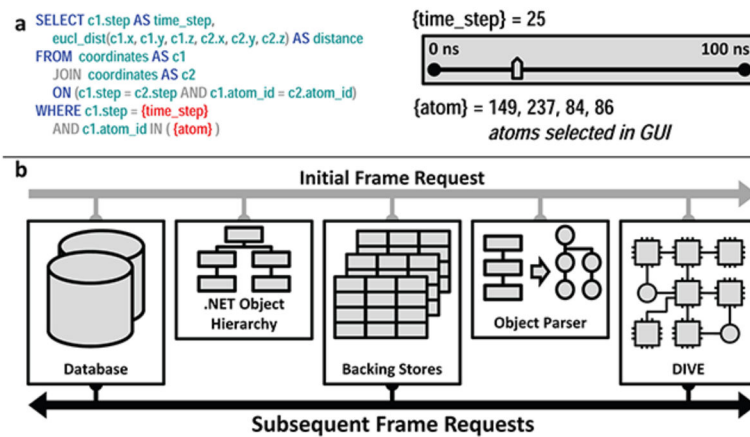 a
SELECT c1.step AS time_step,
eucl_dist(c1.x, c1.y, c1.z, c2.x, c2.y, c2.z) AS distance
FROM coordinates AS c1
JOIN coordinates AS c2
ON (c1.step = c2.step AND c1.atom_id = c2.atom_id)
WHERE c1.step = {time_step}
AND c1.atom_id IN ( {atom} )
{time_step} = 25
0 ns 100 ns
{atom} = 149, 237, 84, 86
atoms selected in GUI
b
Initial Frame Request
Database
.NET Object
Hierarchy
Backing Stores
Object Parser
DIVE
Subsequent Frame Requests